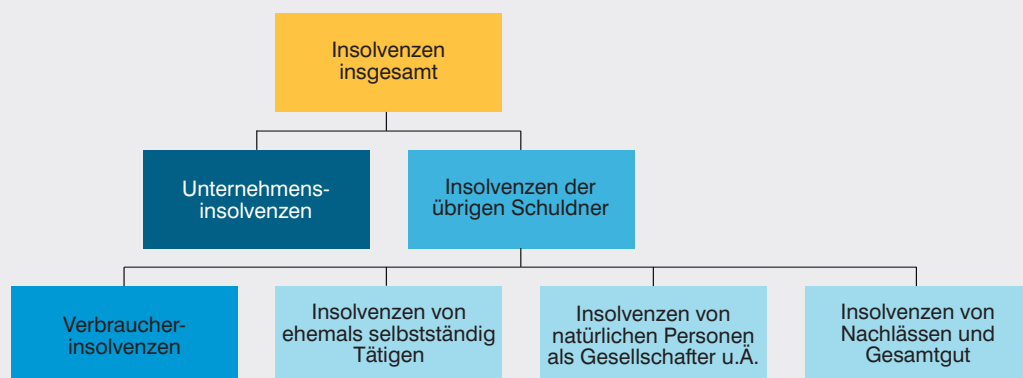 Insolvenzen
insgesamt
Unternehmens-
insolvenzen
Insolvenzen der
übrigen Schuldner
Verbraucher-
insolvenzen
Insolvenzen von
ehemals selbstständig
Tätigen
Insolvenzen von
natürlichen Personen
als Gesellschafter u.Ä.
Insolvenzen von
Nachlässen und
Gesamtgut